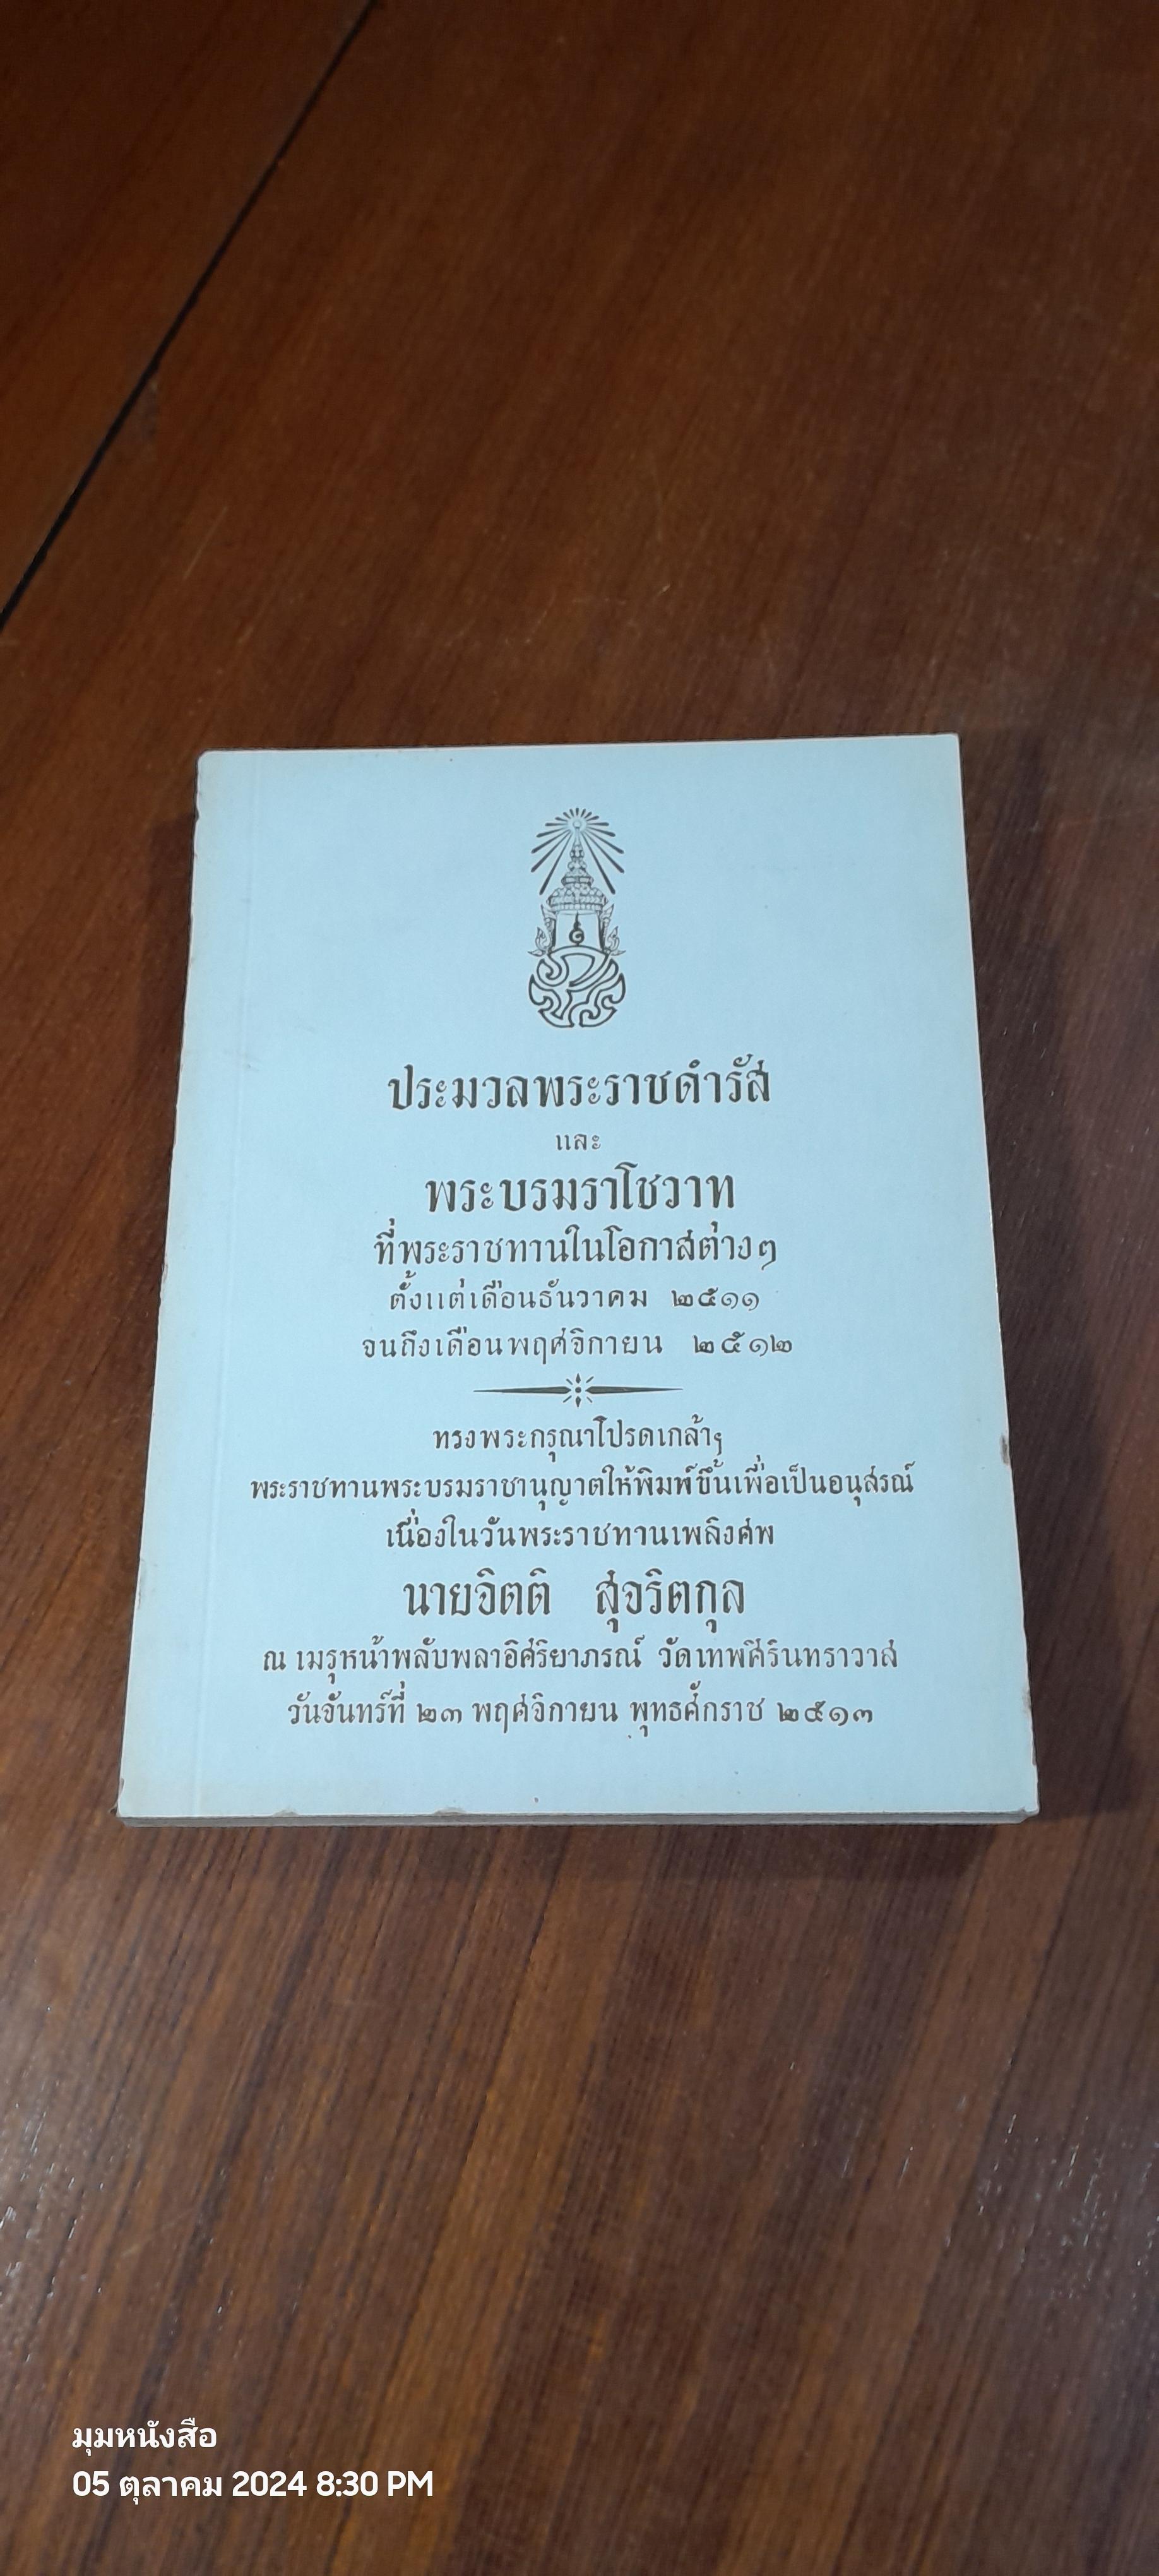 ประมวลพระราชดำรัส
และ
พระบรมราโชวาท
ที่พระราชทานในโอกาสต่างๆ
ตั้งแต่เดือนธันวาคม ๒๕๑๑
จนถึงเดือนพฤศจิกายน ๒๕๑๒
ทรงพระกรุณาโปรดเกล้าฯ
พระราชทานพระบรมราชานุญาตให้พิมพ์ขึ้นเพื่อเป็นอนุสรณ์
เนื่องในวันพระราชทานเพลิงศพ
นายจิตติ สุจริตกุล
ณ เมรุหน้าพลับพลาอิศริยาภรณ์ วัดเทพศิรินทราวาส
วันจันทร์ที่ ๒๓ พฤศจิกายน พุทธศักราช ๒๕๑๓
มุมหนังสือ
05 ตุลาคม 2024 8:30 PM